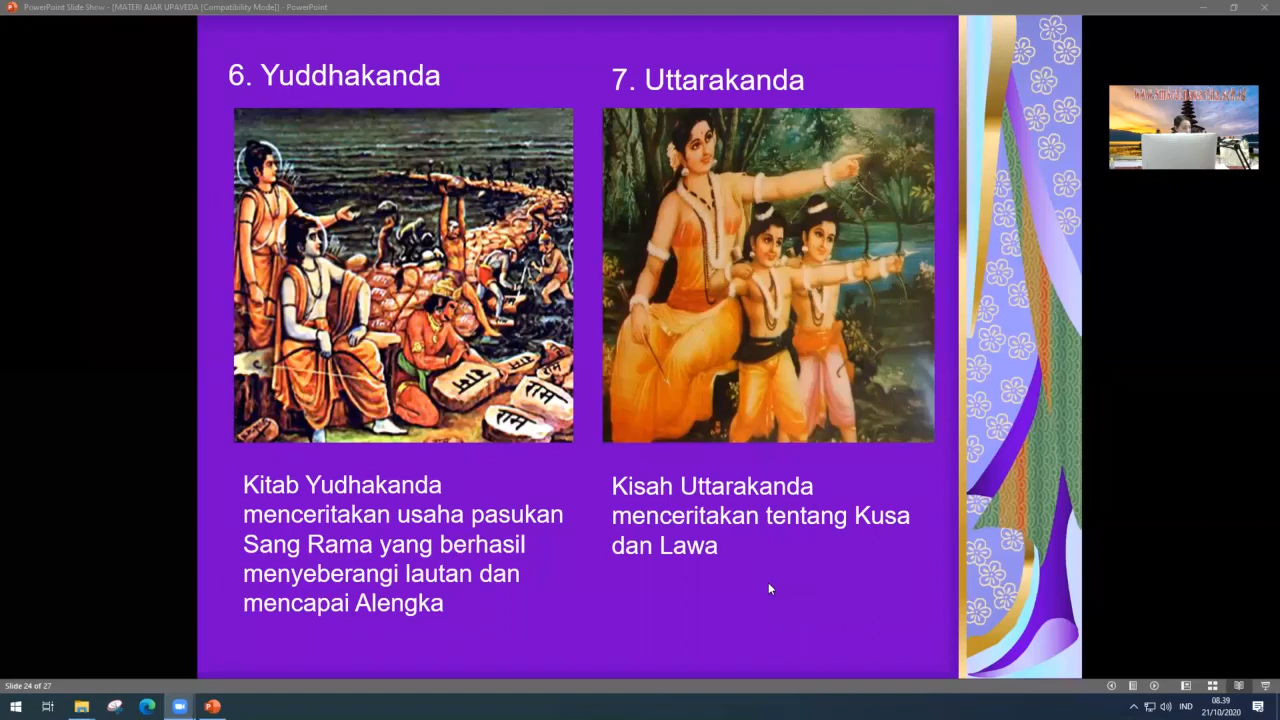 PowerPoint Slide Show - [MATERI AJAR UPAVEDA [Compatibility Mode]] - PowerPoint
6. Yuddhakanda
7. Uttarakanda
राम
राम
Kitab Yudhakanda
menceritakan usaha pasukan
Sang Rama yang berhasil
menyeberangi lautan dan
mencapai Alengka
Kisah Uttarakanda
menceritakan tentang Kusa
dan Lawa
Slide 24 of 27
IND
08.39
21/10/2020